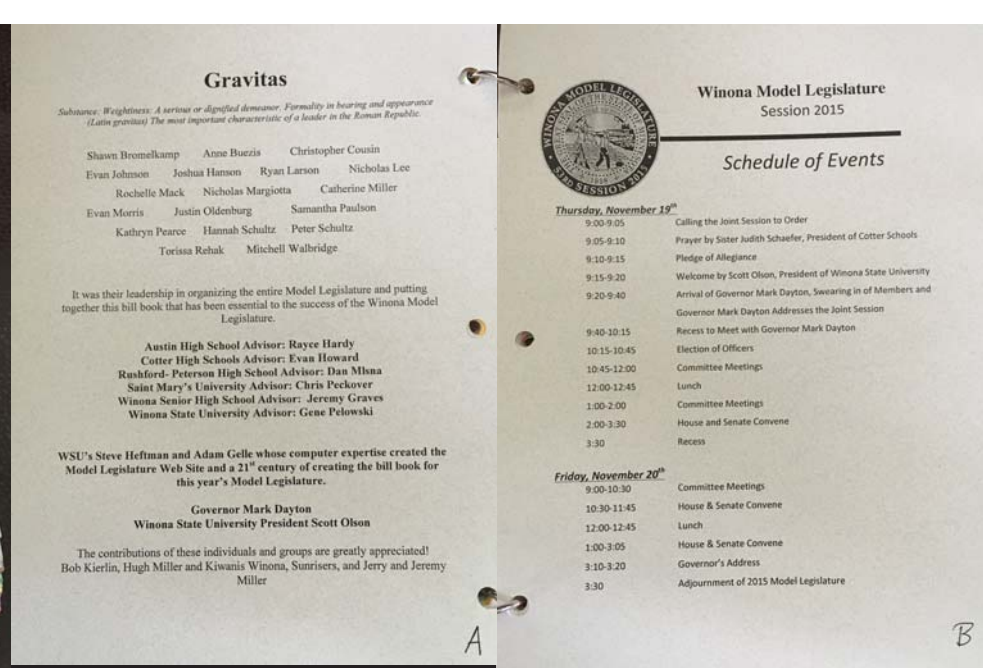 Gravitas
Substance: Weightiness: A serious or dignified demeanor. Formality in bearing and appearance
(Latin gravitas) The most important characteristic of a leader in the Roman Republic.
Shawn Bromelkamp Anne Buezis Christopher Cousin
Evan Johnson Joshua Hanson Ryan Larson Nicholas Lee
Rochelle Mack Nicholas Margiotta Catherine Miller
Evan Morris Justin Oldenburg Samantha Paulson
Kathryn Pearce Hannah Schultz Peter Schultz
Torissa Rehak Mitchell Walbridge
It was their leadership in organizing the entire Model Legislature and putting
together this bill book that has been essential to the success of the Winona Model
Legislature.
Austin High School Advisor: Rayce Hardy
Cotter High Schools Advisor: Evan Howard
Rushford- Peterson High School Advisor: Dan MIsna
Saint Mary's University Advisor: Chris Peckover
Winona Senior High School Advisor: Jeremy Graves
Winona State University Advisor: Gene Pelowski
WSU's Steve Heftman and Adam Gelle whose computer expertise created the
Model Legislature Web Site and a 21st century of creating the bill book for
this year's Model Legislature.
Governor Mark Dayton
Winona State University President Scott Olson
The contributions of these individuals and groups are greatly appreciated!
Bob Kierlin, Hugh Miller and Kiwanis Winona, Sunrisers, and Jerry and Jeremy
Miller
A
WINONA MODEL LEGISLATURE
53RD SESSION 2015
Winona Model Legislature
Session 2015
Schedule of Events
Thursday, November 19th
9:00-9:05 Calling the Joint Session to Order
9:05-9:10 Prayer by Sister Judith Schaefer, President of Cotter Schools
9:10-9:15 Pledge of Allegiance
9:15-9:20 Welcome by Scott Olson, President of Winona State University
9:20-9:40 Arrival of Governor Mark Dayton, Swearing in of Members and
Governor Mark Dayton Addresses the Joint Session
9:40-10:15 Recess to Meet with Governor Mark Dayton
10:15-10:45 Election of Officers
10:45-12:00 Committee Meetings
12:00-12:45 Lunch
1:00-2:00 Committee Meetings
2:00-3:30 House and Senate Convene
3:30 Recess
Friday, November 20th
9:00-10:30 Committee Meetings
10:30-11:45 House & Senate Convene
12:00-12:45 Lunch
1:00-3:05 House & Senate Convene
3:10-3:20 Governor's Address
3:30 Adjournment of 2015 Model Legislature
B